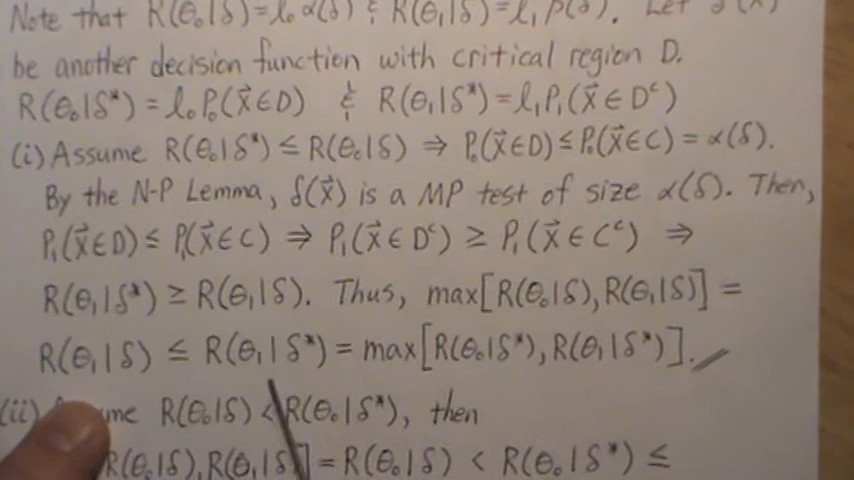 Note that R(θ₀|δ)=l₀ α(δ) & R(θ₁|δ)=l₁ β(δ). Let δ*(x⃗)
be another decision function with critical region D.
R(θ₀|δ*)=l₀P₀(x⃗∈D) & R(θ₁|δ*)=l₁P₁(x⃗∈Dᶜ)
(i) Assume R(θ₀|δ*) ≤ R(θ₀|δ) ⇒ P₀(x⃗∈D) ≤ P₀(x⃗∈C) = α(δ).
By the N-P Lemma, δ(x⃗) is a MP test of size α(δ). Then,
P₁(x⃗∈D) ≤ P₁(x⃗∈C) ⇒ P₁(x⃗∈Dᶜ) ≥ P₁(x⃗∈Cᶜ) ⇒
R(θ₁|δ*) ≥ R(θ₁|δ). Thus, max[R(θ₀|δ),R(θ₁|δ)] =
R(θ₁|δ) ≤ R(θ₁|δ*) = max[R(θ₀|δ*),R(θ₁|δ*)].
(ii) R(θ₀|δ) < R(θ₀|δ*), then
R(θ₀|δ),R(θ₁|δ)] = R(θ₀|δ) < R(θ₀|δ*) ≤